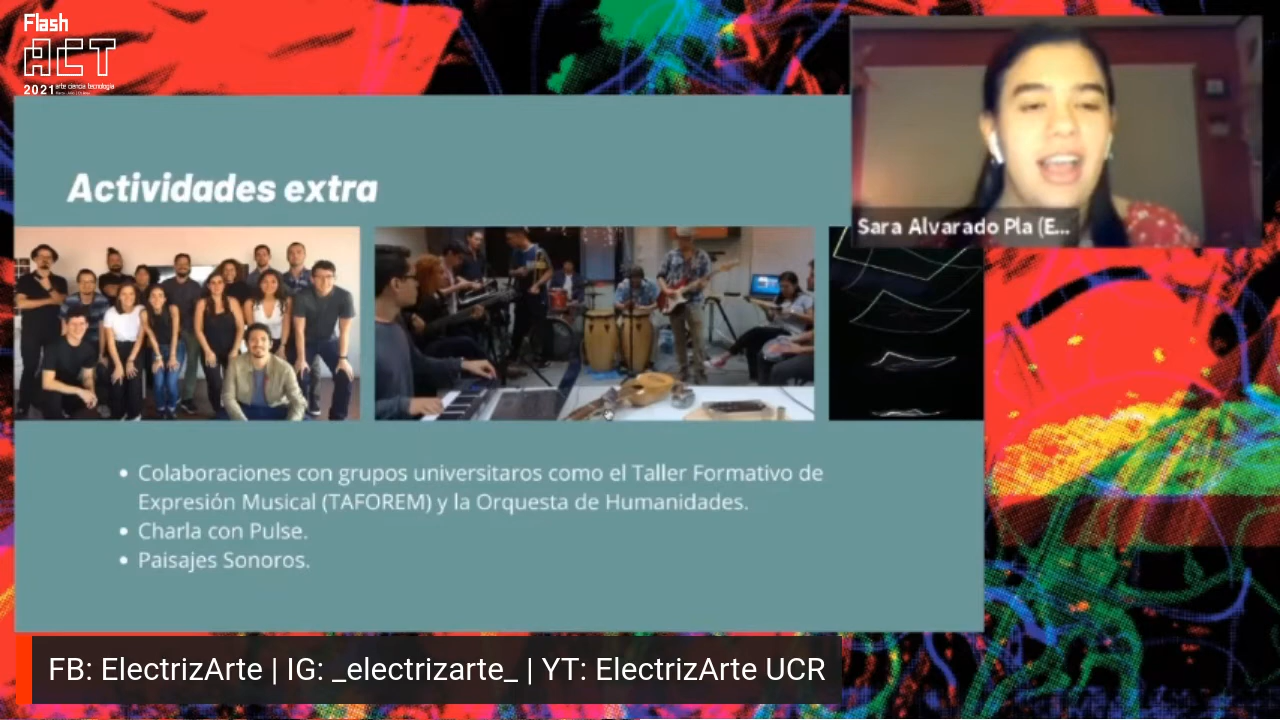 Flash
ACT
2021 arte ciencia tecnología
Sara Alvarado Pla (E...
Actividades extra
• Colaboraciones con grupos universitaros como el Taller Formativo de
Expresión Musical (TAFOREM) y la Orquesta de Humanidades.
• Charla con Pulse.
• Paisajes Sonoros.
FB: ElectrizArte | IG: _electrizarte_ | YT: ElectrizArte UCR